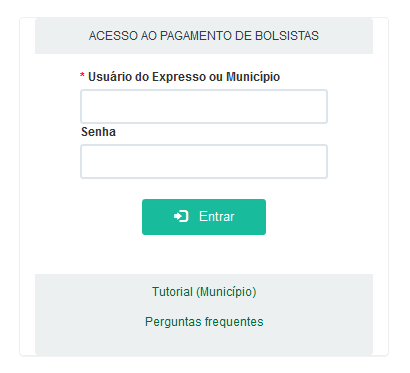 ACESSO AO PAGAMENTO DE BOLSISTAS
* Usuário do Expresso ou Município
Senha
Entrar
Tutorial (Município)
Perguntas frequentes